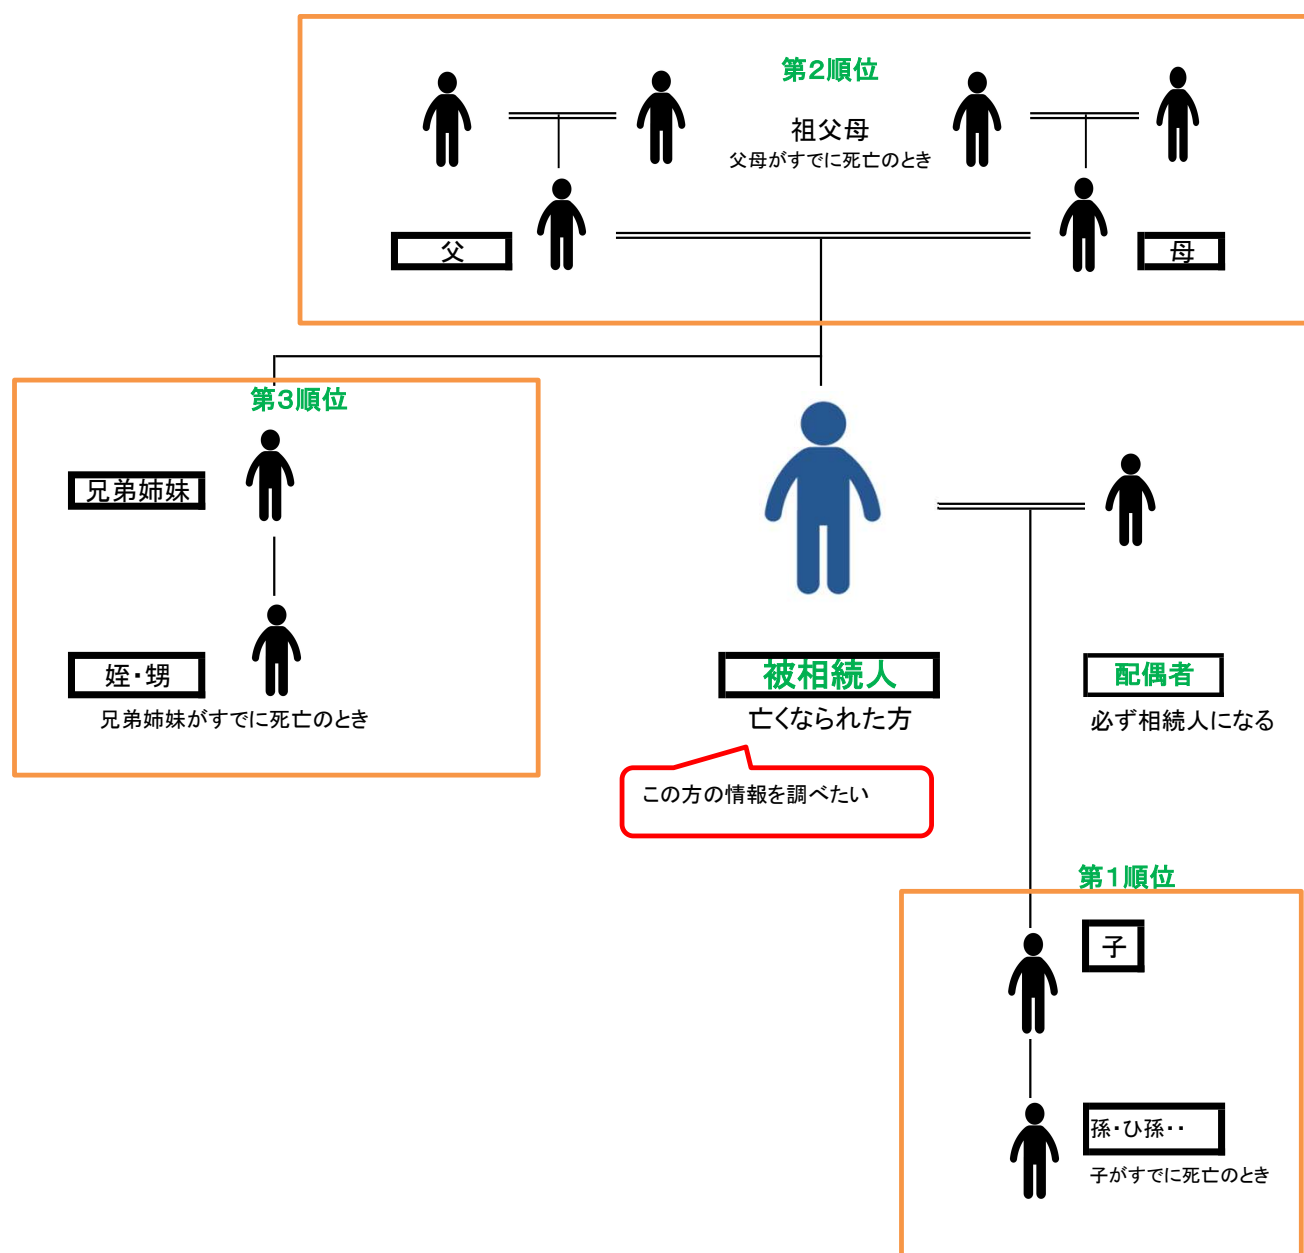 第2順位
祖父母
父母がすでに死亡のとき
父
母
第3順位
兄弟姉妹
姪・甥
兄弟姉妹がすでに死亡のとき
被相続人
亡くなられた方
配偶者
必ず相続人になる
この方の情報を調べたい
第1順位
子
孫・ひ孫・・
子がすでに死亡のとき